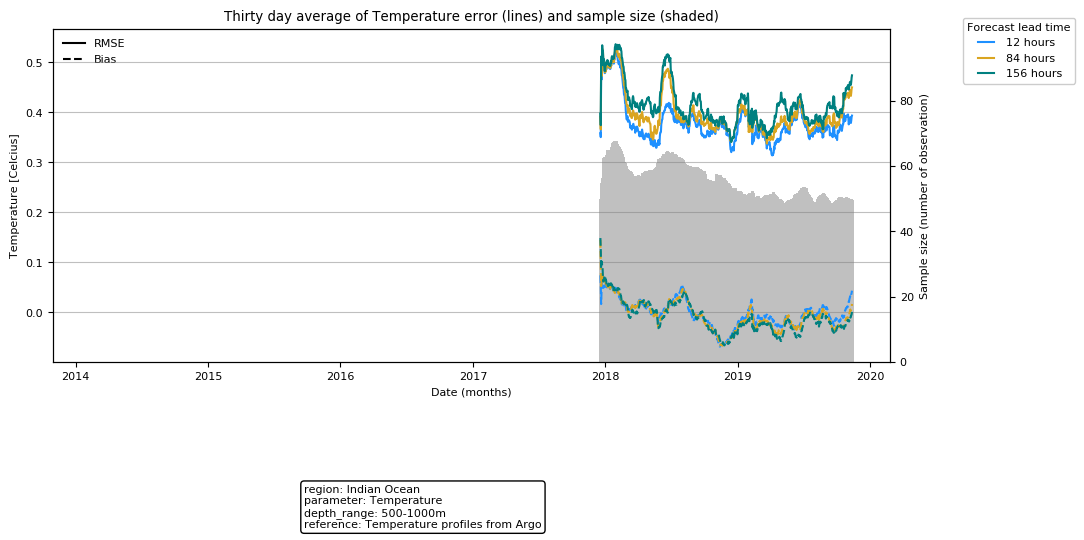 Thirty day average of Temperature error (lines) and sample size (shaded)
RMSE
Bias
Forecast lead time
12 hours
84 hours
156 hours
Temperature [Celcius]
0.5
0.4
0.3
0.2
0.1
0.0
Sample size (number of observation)
80
60
40
20
0
2014
2015
2016
2017
2018
2019
2020
Date (months)
region: Indian Ocean
parameter: Temperature
depth_range: 500-1000m
reference: Temperature profiles from Argo